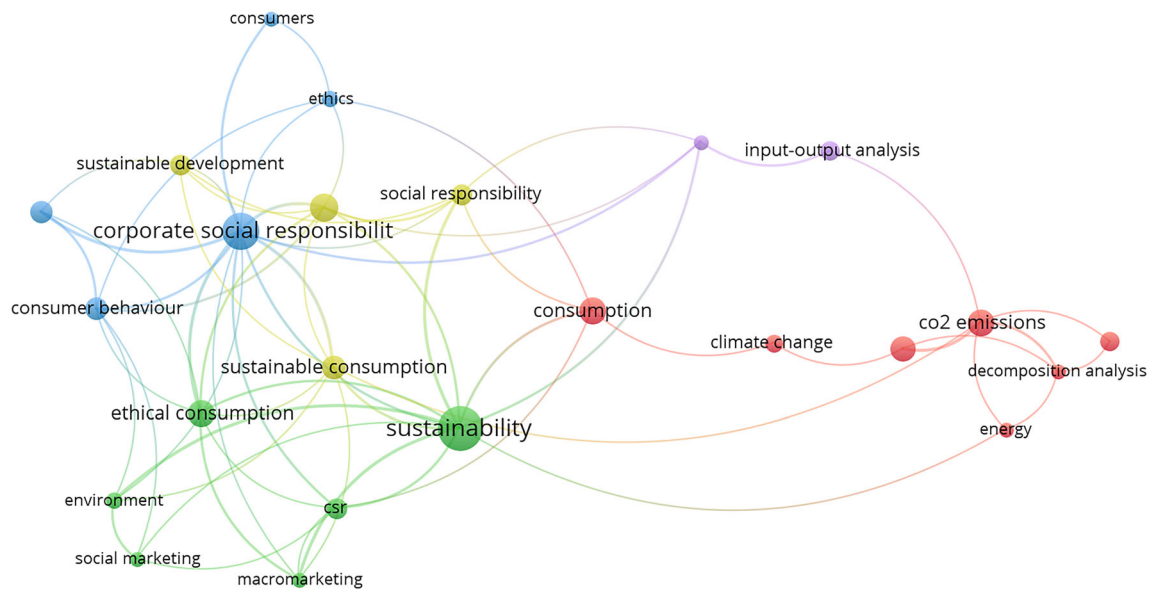 consumers
ethics
input-output analysis
sustainable development
social responsibility
corporate social responsibilit
consumer behaviour
consumption
co2 emissions
climate change
sustainable consumption
decomposition analysis
ethical consumption
sustainability
energy
environment
csr
social marketing
macromarketing